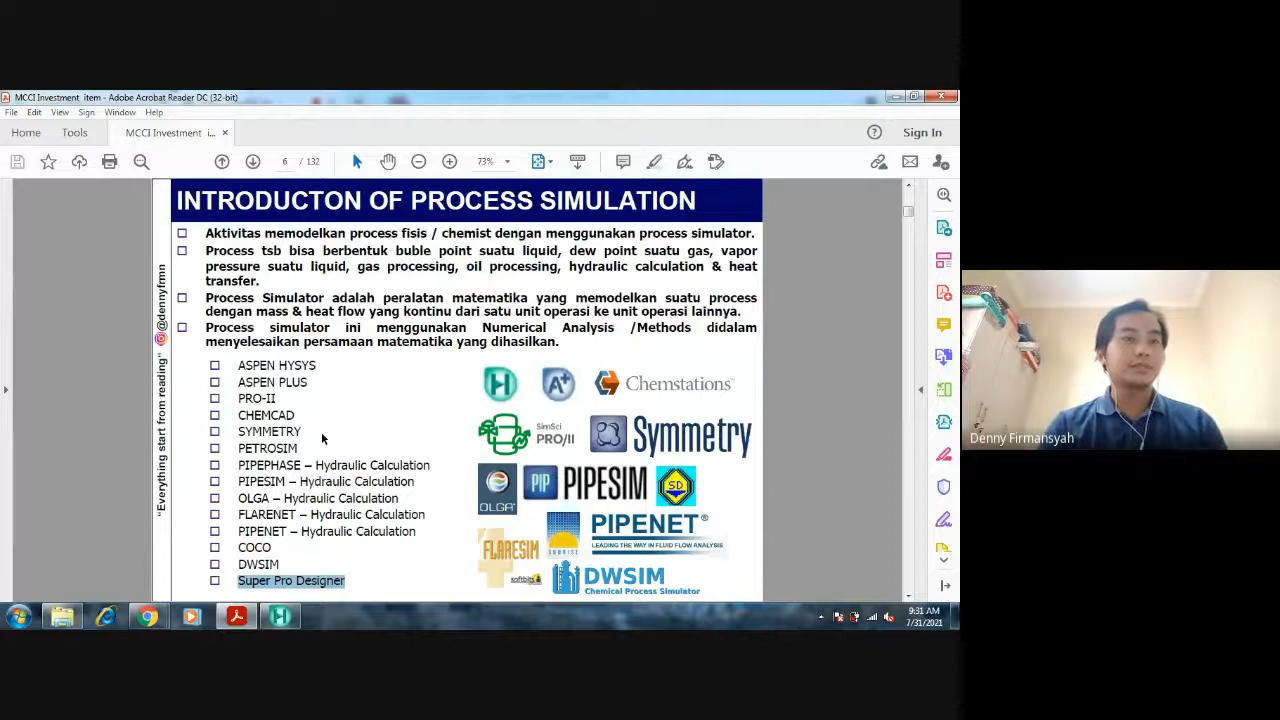 MCCI Investment item - Adobe Acrobat Reader DC (32-bit)
File Edit View Sign Window Help
Home Tools MCCI Investment i... × Sign In
6 / 132 73%
INTRODUCTON OF PROCESS SIMULATION
Aktivitas memodelkan process fisis / chemist dengan menggunakan process simulator.
Process tsb bisa berbentuk buble point suatu liquid, dew point suatu gas, vapor
pressure suatu liquid, gas processing, oil processing, hydraulic calculation & heat
transfer.
Process Simulator adalah peralatan matematika yang memodelkan suatu process
dengan mass & heat flow yang kontinu dari satu unit operasi ke unit operasi lainnya.
Process simulator ini menggunakan Numerical Analysis /Methods didalam
menyelesaikan persamaan matematika yang dihasilkan.
"Everything start from reading" @dennyfrmn
ASPEN HYSYS
ASPEN PLUS
PRO-II
CHEMCAD
SYMMETRY
PETROSIM
PIPEPHASE – Hydraulic Calculation
PIPESIM – Hydraulic Calculation
OLGA – Hydraulic Calculation
FLARENET – Hydraulic Calculation
PIPENET – Hydraulic Calculation
COCO
DWSIM
Super Pro Designer
H A+ Chemstations™
SimSci
PRO/II Symmetry
OLGA PIP PIPESIM SD
PIPENET®
LEADING THE WAY IN FLUID FLOW ANALYSIS
SUNRISE
FLARESIM
softbits
DWSIM
Chemical Process Simulator
Denny Firmansyah
9:31 AM
7/31/2021